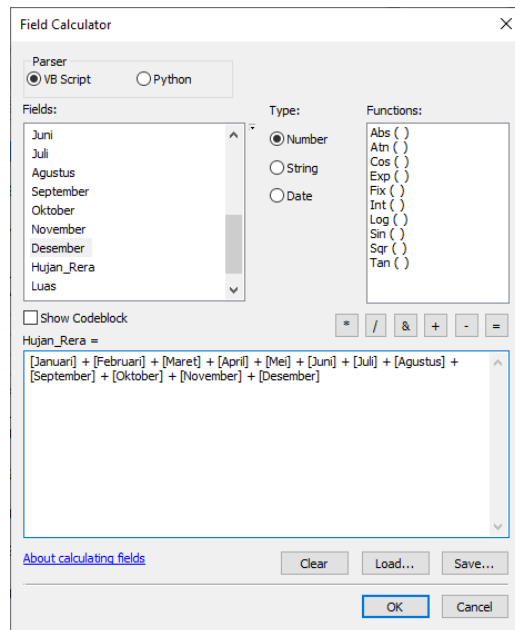 Field Calculator
Parser
VB Script
Python
Fields:
Juni
Juli
Agustus
September
Oktober
November
Desember
Hujan_Rera
Luas
Type:
Number
String
Date
Functions:
Abs ( )
Atn ( )
Cos ( )
Exp ( )
Fix ( )
Int ( )
Log ( )
Sin ( )
Sqr ( )
Tan ( )
Show Codeblock
* / & + - =
Hujan_Rera =
[Januari] + [Februari] + [Maret] + [April] + [Mei] + [Juni] + [Juli] + [Agustus] +
[September] + [Oktober] + [November] + [Desember]
About calculating fields
Clear
Load...
Save...
OK
Cancel